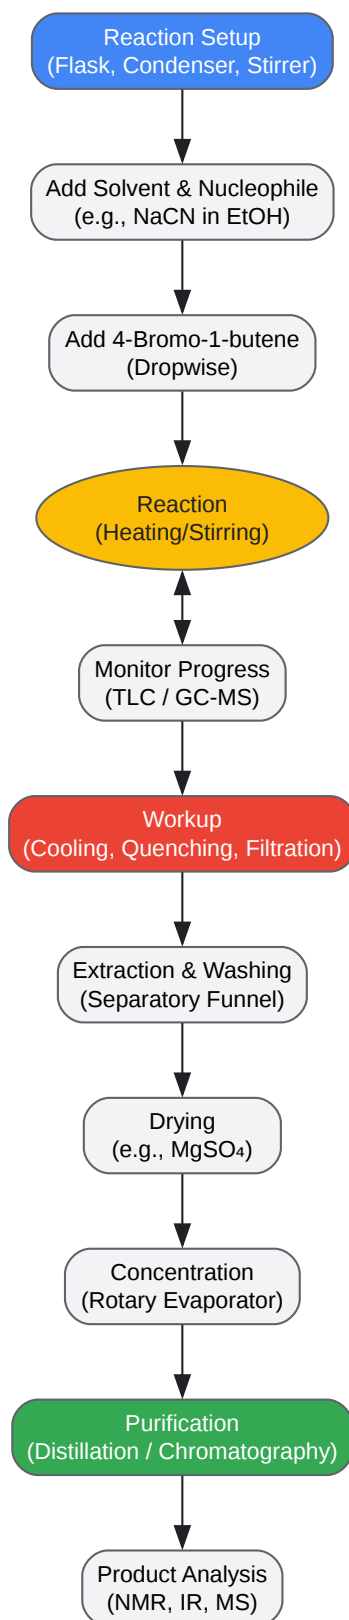 Reaction Setup
(Flask, Condenser, Stirrer)
Add Solvent & Nucleophile
(e.g., NaCN in EtOH)
Add 4-Bromo-1-butene
(Dropwise)
Reaction
(Heating/Stirring)
Monitor Progress
(TLC / GC-MS)
Workup
(Cooling, Quenching, Filtration)
Extraction & Washing
(Separatory Funnel)
Drying
(e.g., MgSO₄)
Concentration
(Rotary Evaporator)
Purification
(Distillation / Chromatography)
Product Analysis
(NMR, IR, MS)